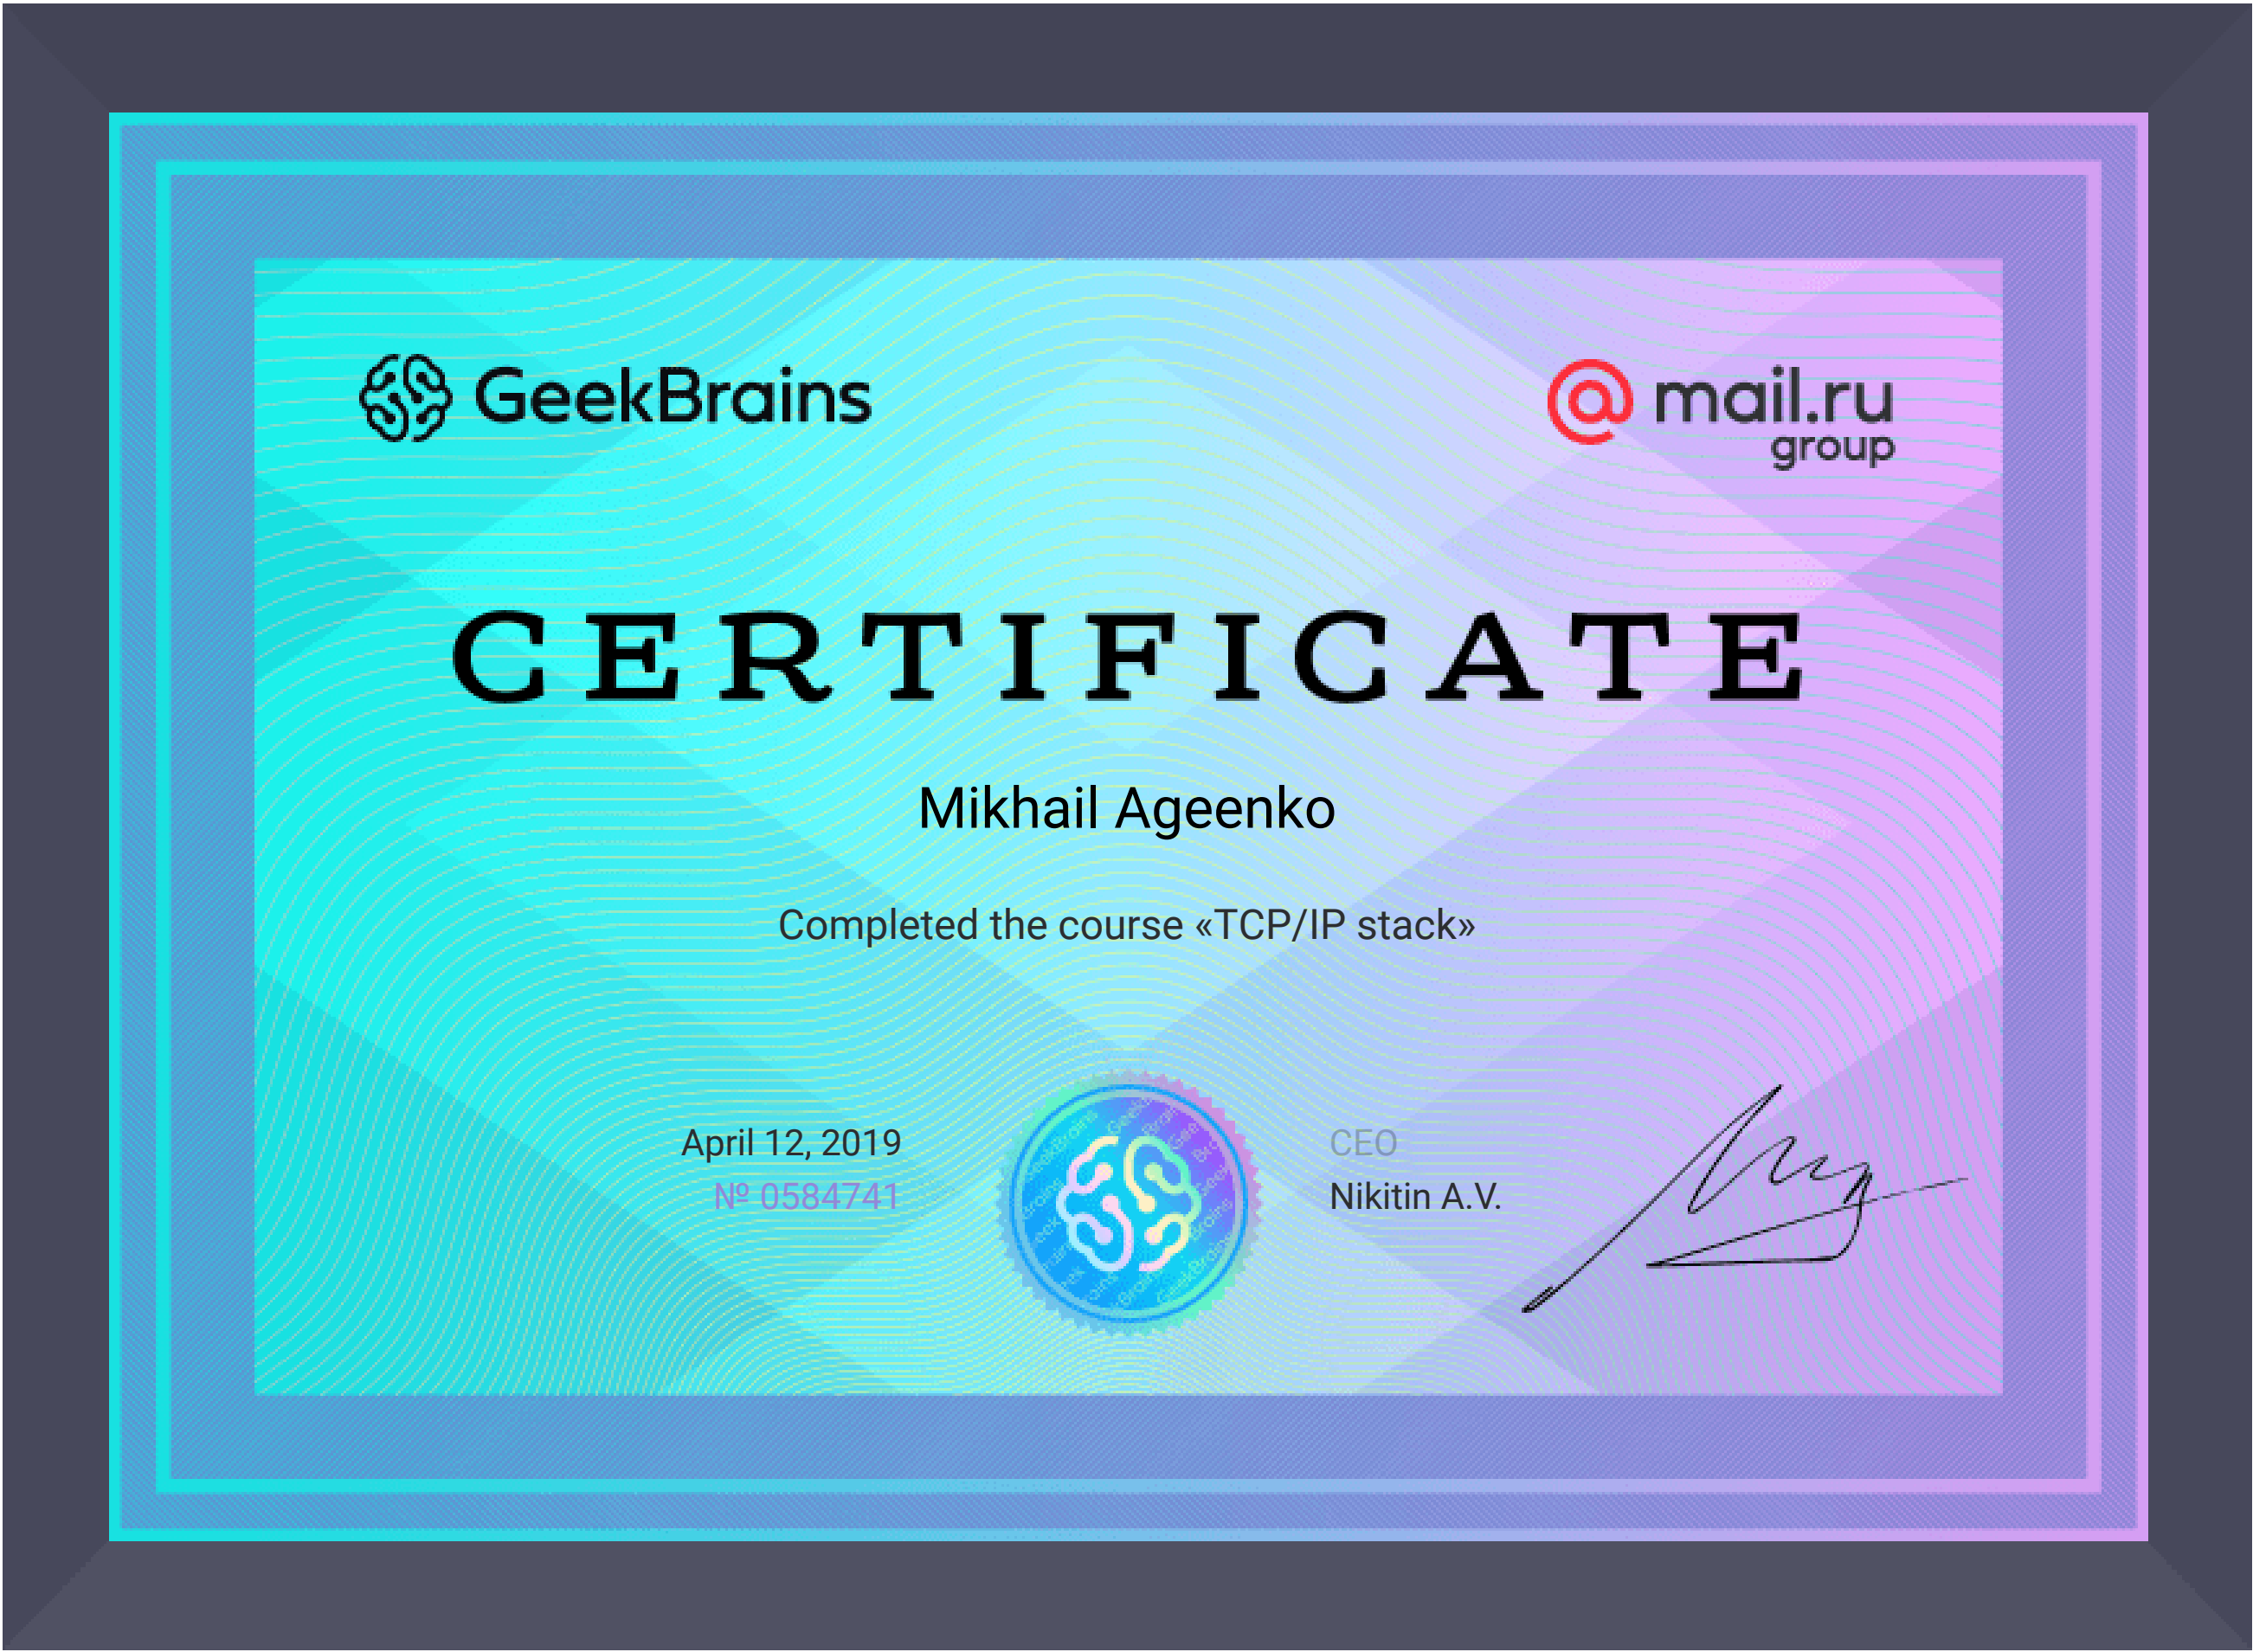 GeekBrains
@ mail.ru
group
CERTIFICATE
Mikhail Ageenko
Completed the course «TCP/IP stack»
April 12, 2019
№ 0584741
CEO
Nikitin A.V.